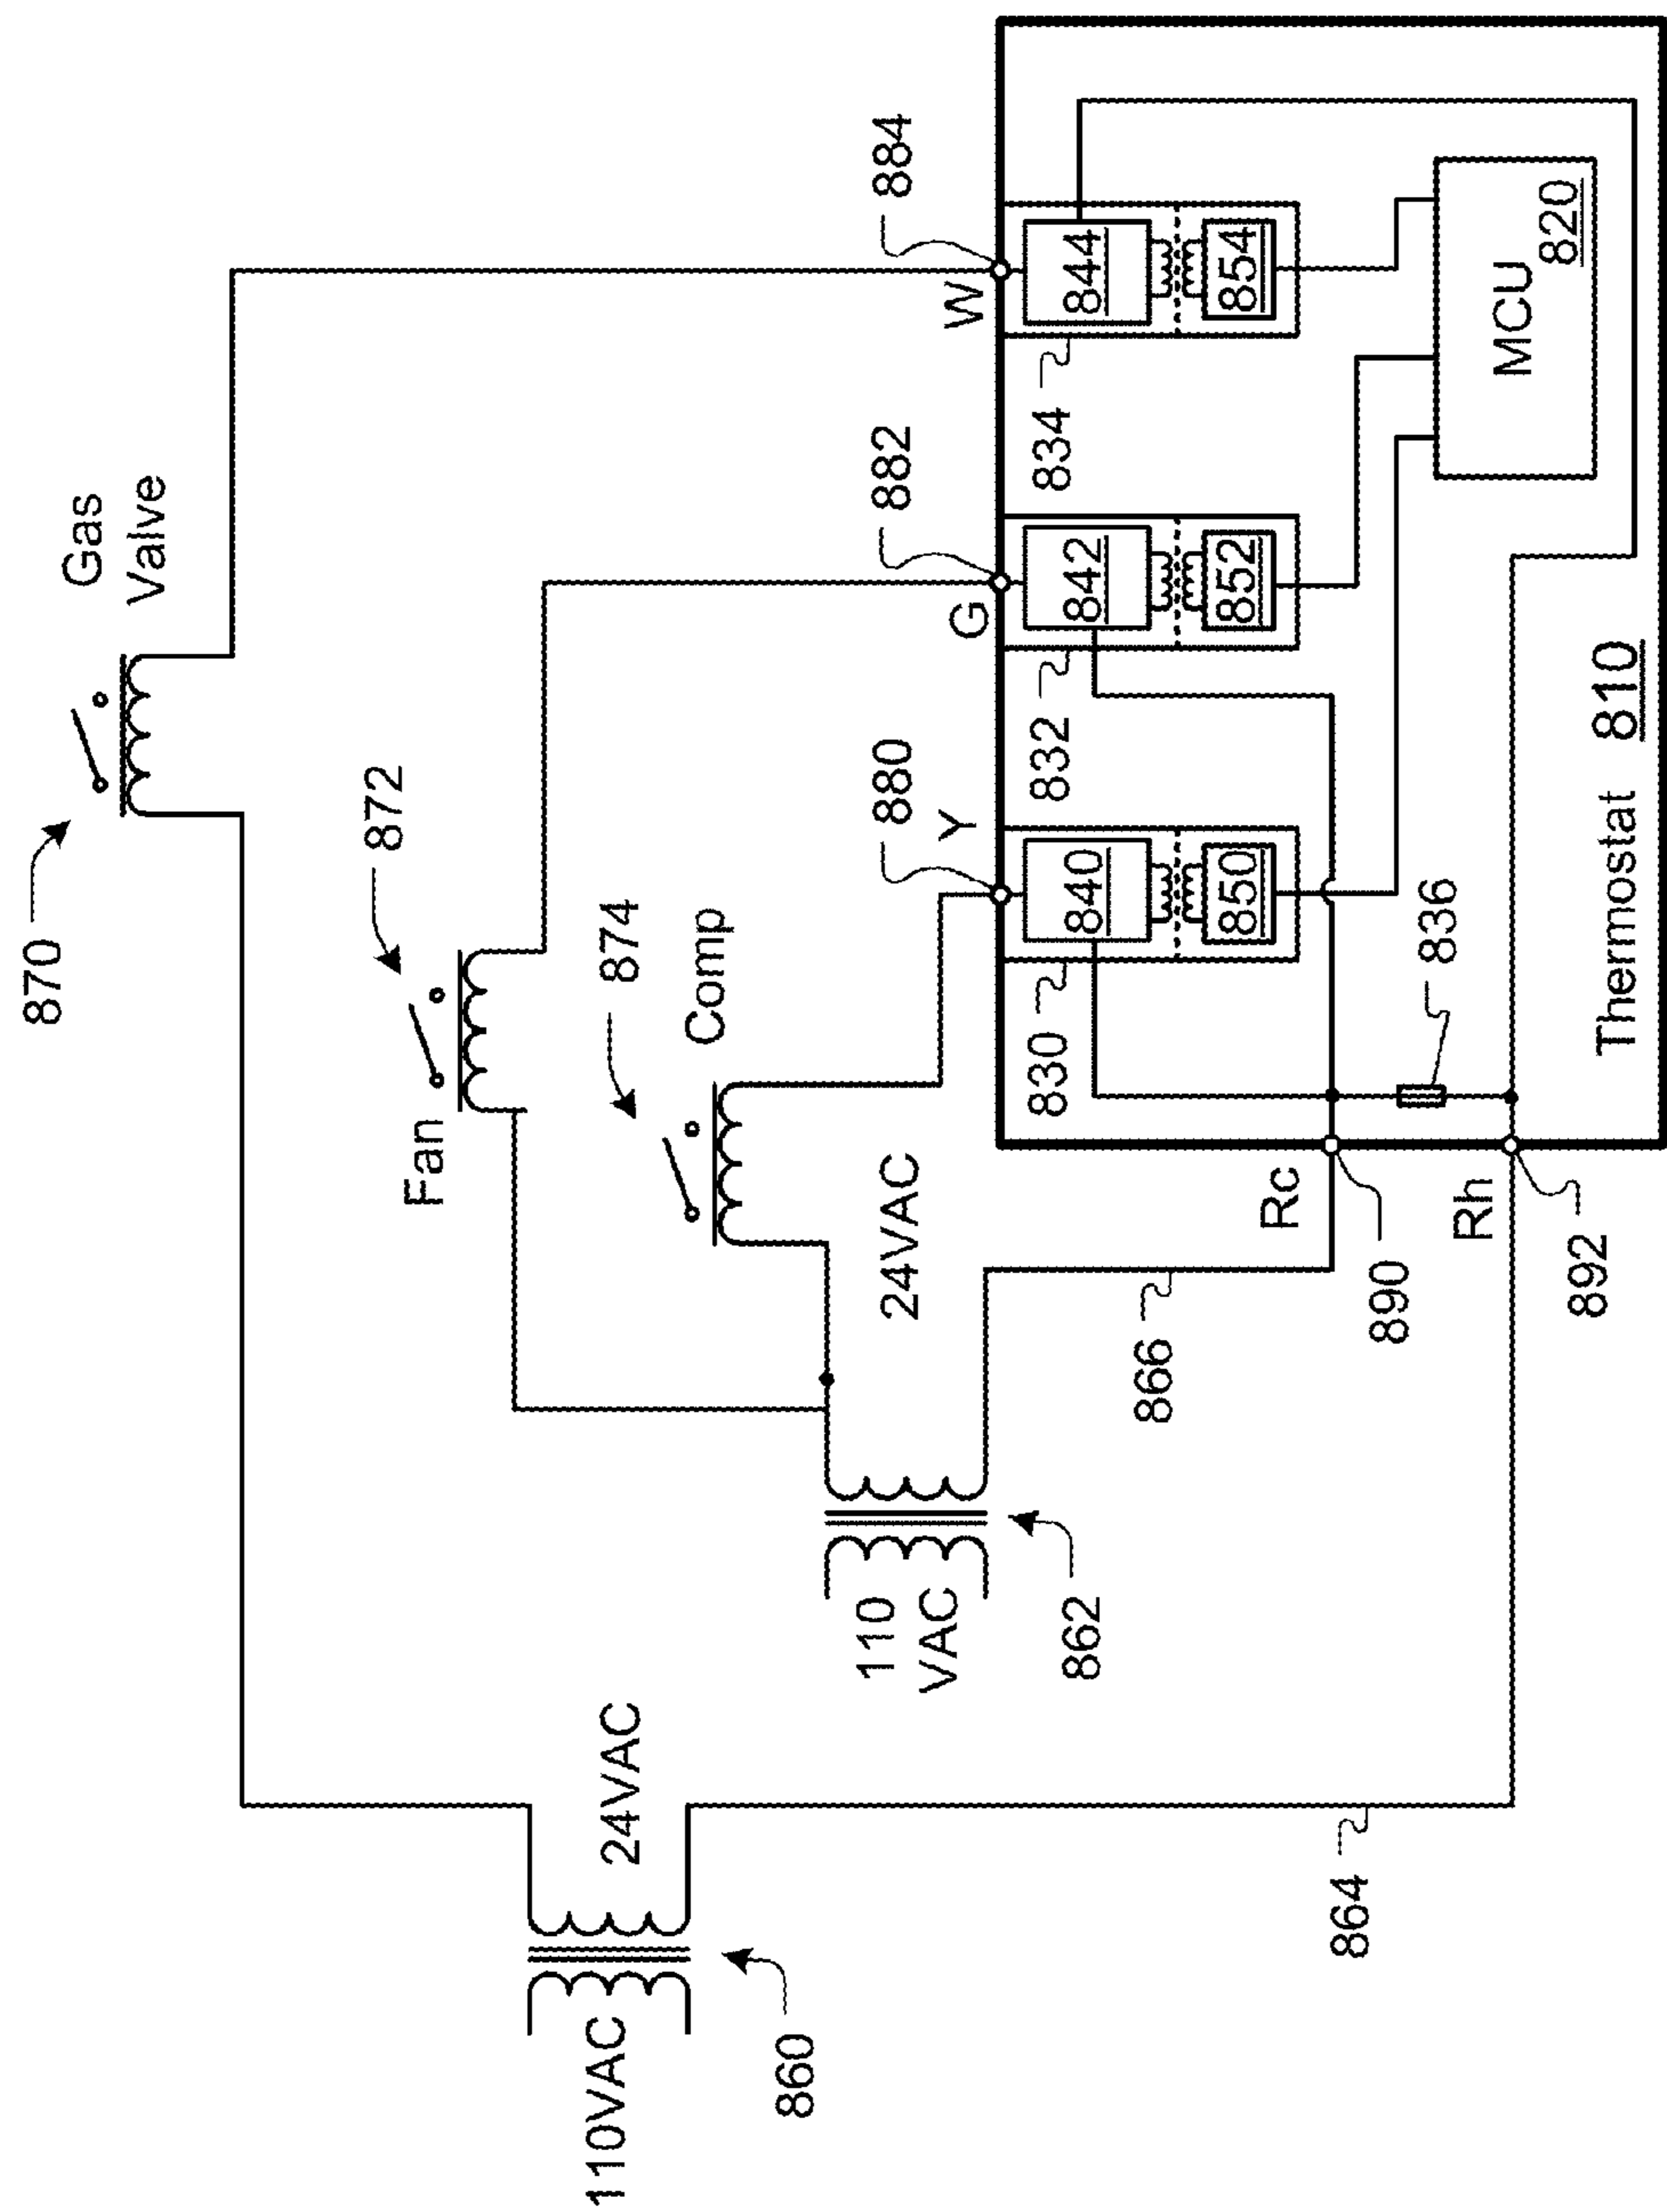 870
Gas
Valve
872
Fan
874
Comp
110VAC
24VAC
860
110
VAC
24VAC
862
880
Y
882
G
884
W
866
864
Rc
890
Rh
892
830
840
850
832
842
852
834
844
854
836
MCU
820
Thermostat 810